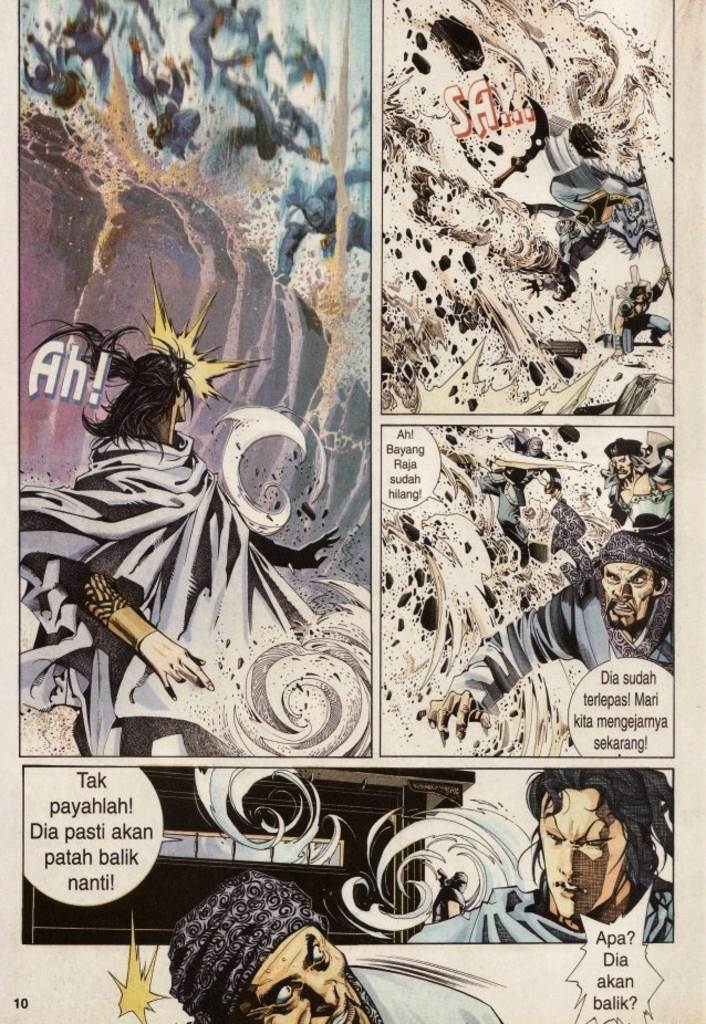 Ah!
SA...
Ah!
Bayang
Raja
sudah
hilang!
Dia sudah
terlepas! Mari
kita mengejarnya
sekarang!
Tak
payahlah!
Dia pasti akan
patah balik
nanti!
Apa?
Dia
akan
balik?
10